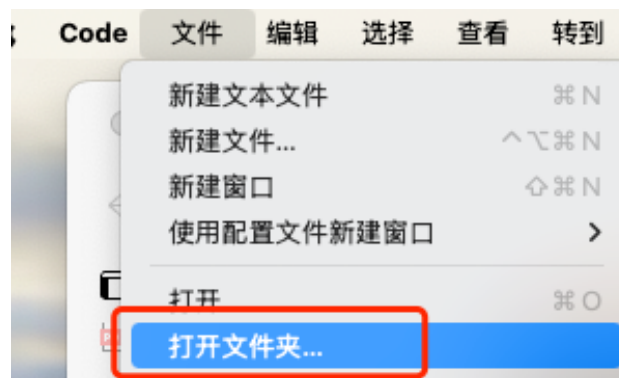 Code 文件 编辑 选择 查看 转到
新建文本文件 ⌘ N
新建文件... ^⌥⌘ N
新建窗口 ⇧⌘ N
使用配置文件新建窗口 >
打开 ⌘ O
打开文件夹...